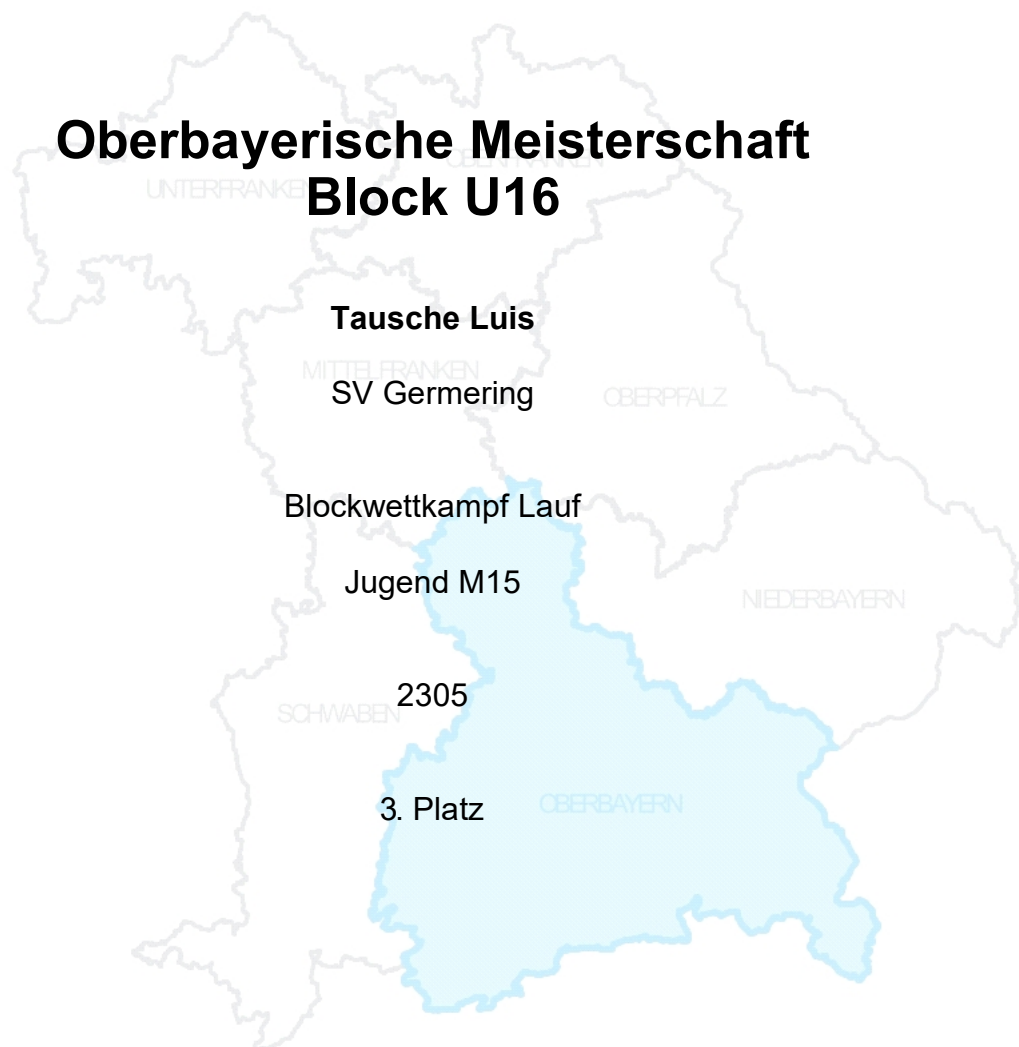 Oberbayerische Meisterschaft
OBERFRANKEN
UNTERFRANKEN
Block U16
Tausche Luis
MITTELFRANKEN
SV Germering
OBERPFALZ
Blockwettkampf Lauf
Jugend M15
NIEDERBAYERN
2305
SCHWABEN
3. Platz
OBERBAYERN